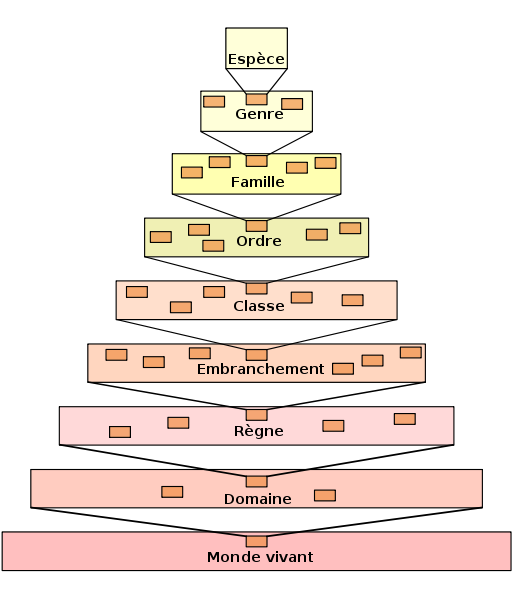 Espèce
Genre
Famille
Ordre
Classe
Embranchement
Règne
Domaine
Monde vivant